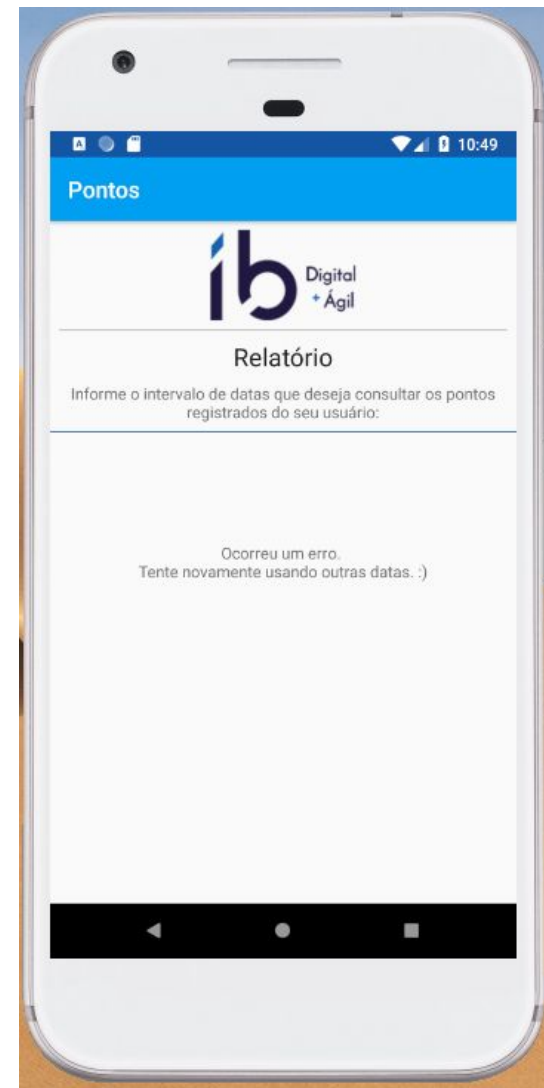 10:49
Pontos
ib Digital
+ Ágil
Relatório
Informe o intervalo de datas que deseja consultar os pontos
registrados do seu usuário:
Ocorreu um erro.
Tente novamente usando outras datas. :)